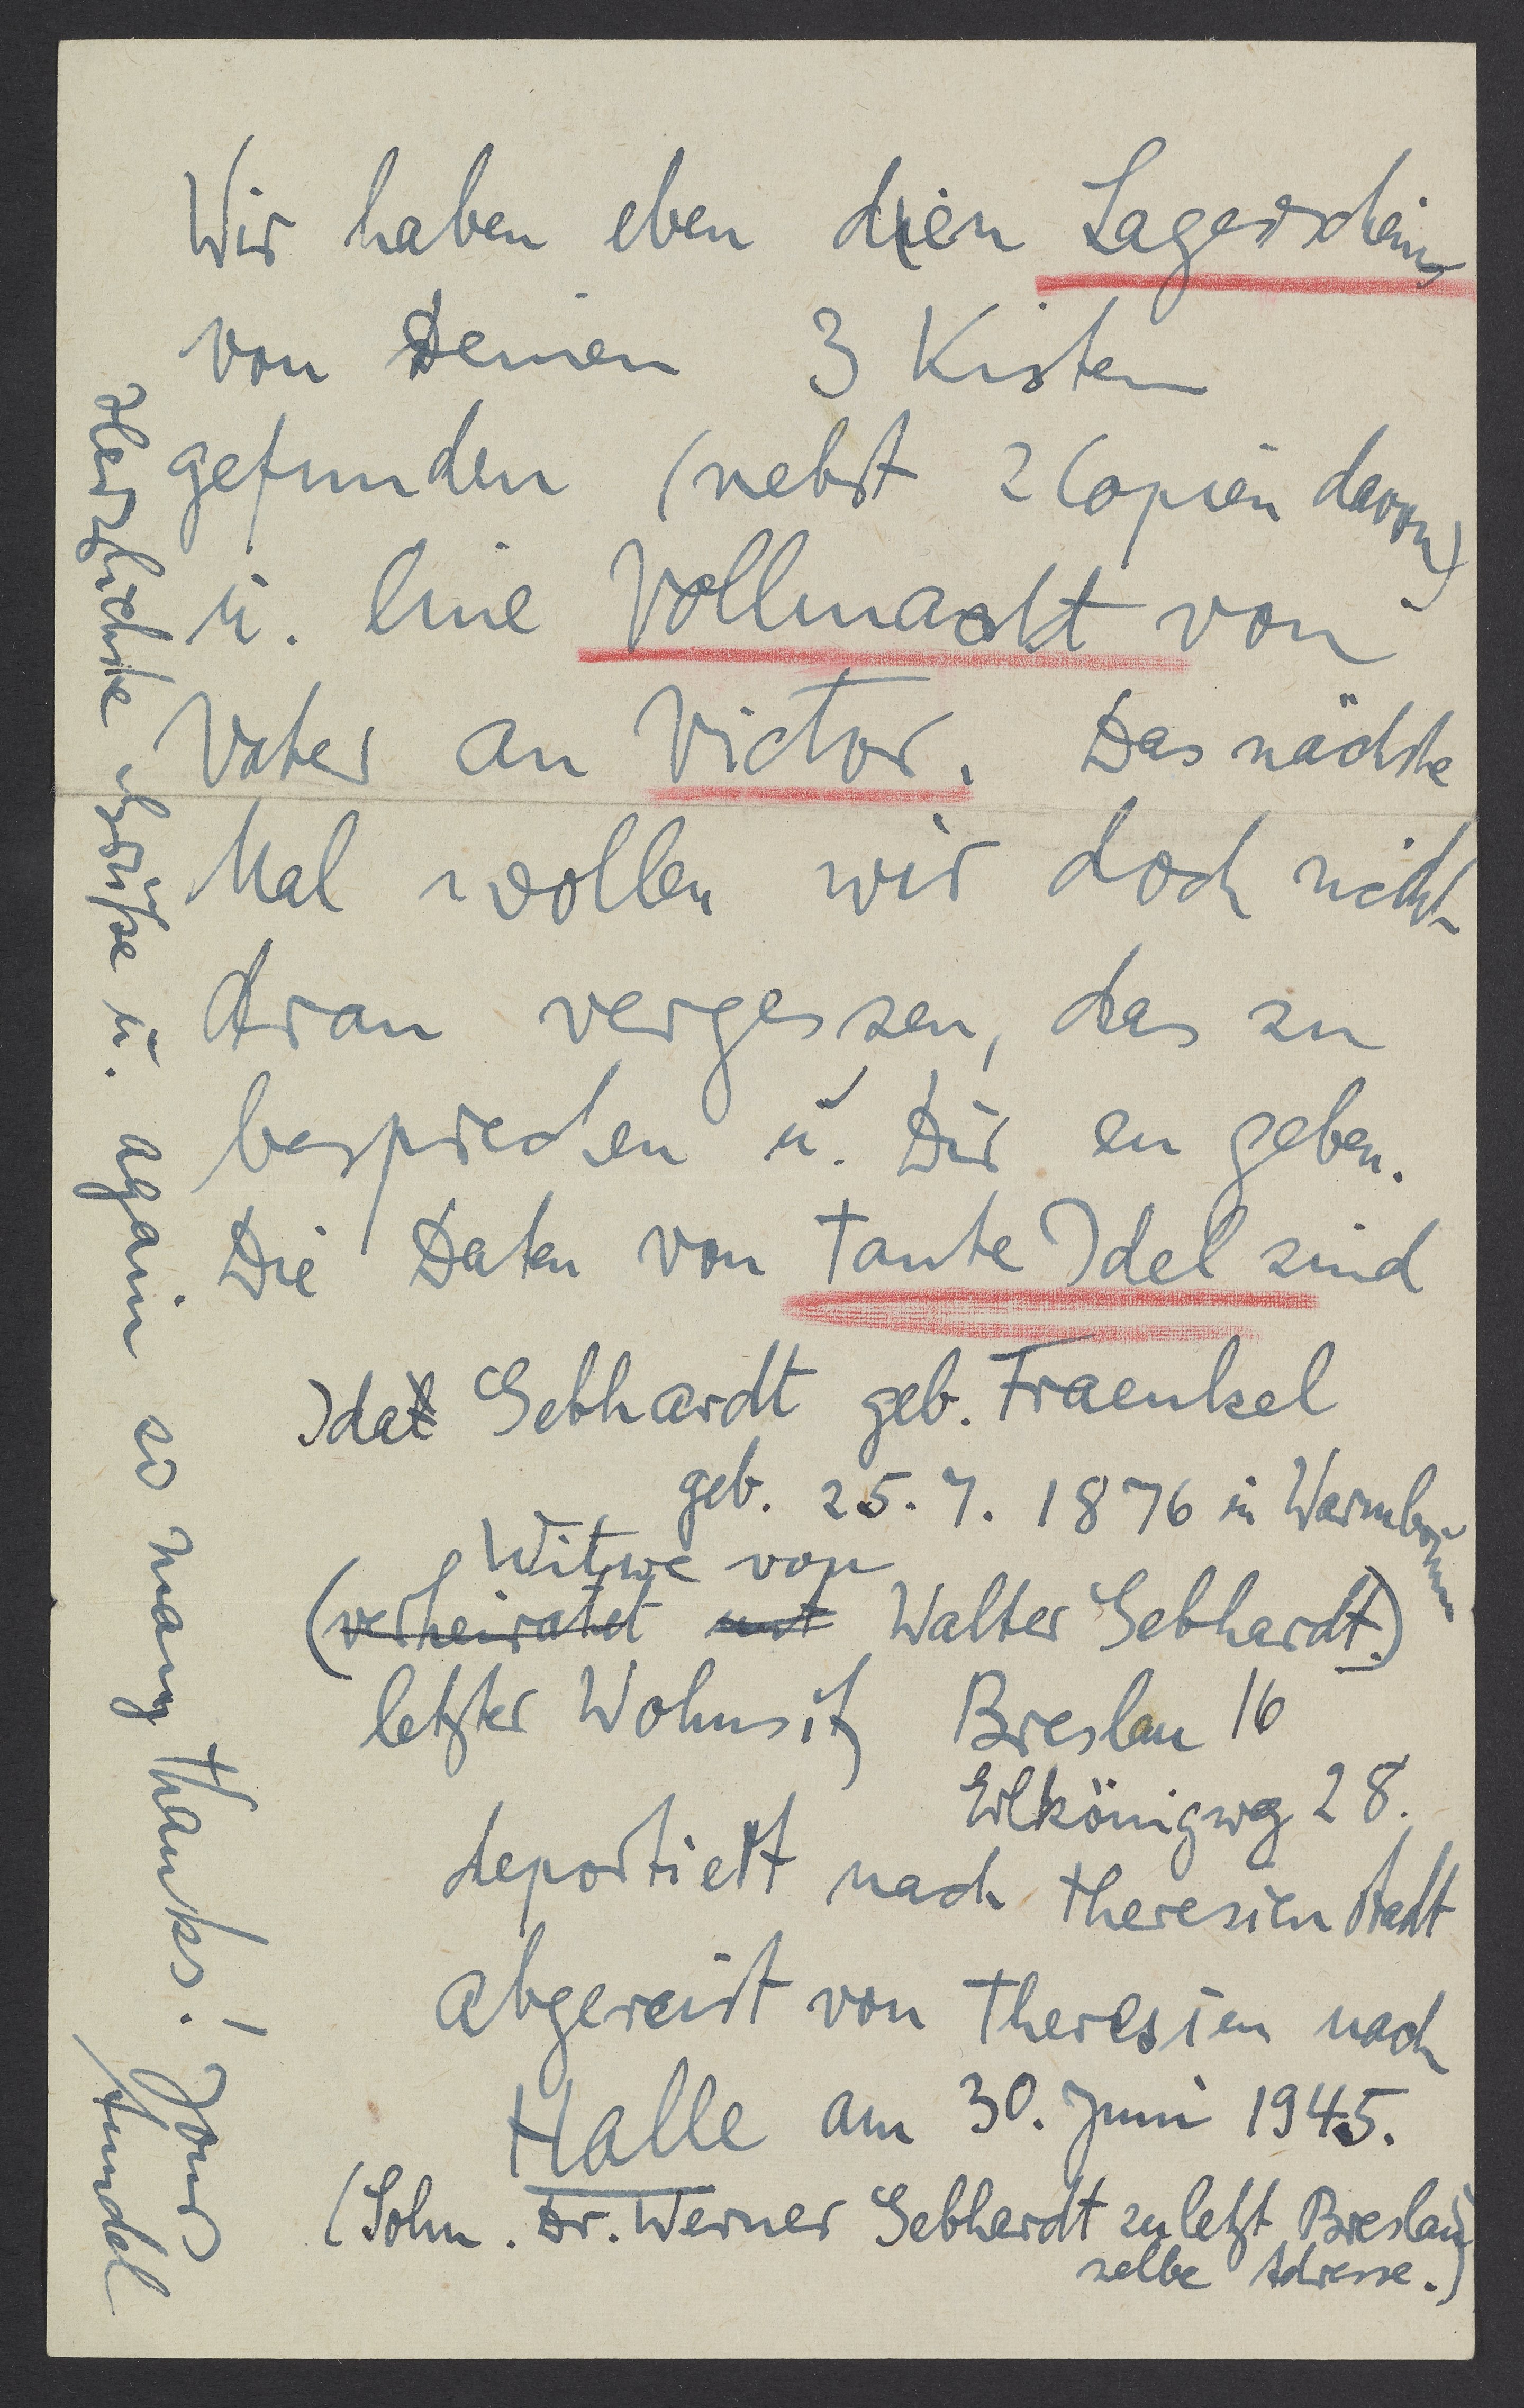 Wir haben eben den Lagerschein
von Deinen 3 Kisten
gefunden (nebst 2 Copien davon)
u. eine Vollmacht von
Vater an Victor. Das nächste
Mal wollen wir doch nicht
dran vergessen, das zu
besprechen u. Dir en geben.
Die Daten von Tante Idel sind
Idel Gebhardt geb. Fraenkel
geb. 25.7.1876 in Warmbrunn
Witwe von
(verheiratet mit Walter Gebhardt.)
letzter Wohnsitz Breslau 16
Erlkönigweg 28.
deportiert nach Theresienstadt
abgereist von Theresien nach
Halle am 30. Juni 1945.
(Sohn. Dr. Werner Gebhardt zuletzt Breslau
selbe Adresse.)
Herzlichste Grüße u. again so many thanks! Your